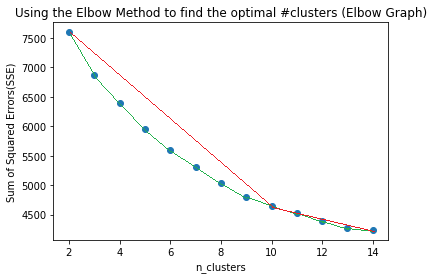 Using the Elbow Method to find the optimal #clusters (Elbow Graph)
7500
7000
6500
6000
5500
5000
4500
Sum of Squared Errors(SSE)
2 4 6 8 10 12 14
n_clusters